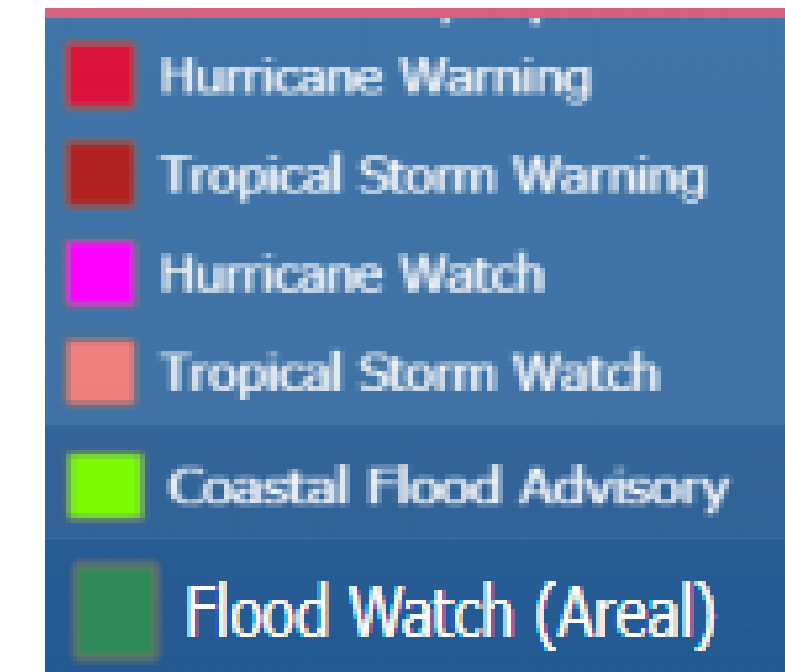 Hurricane Warning
Tropical Storm Warning
Hurricane Watch
Tropical Storm Watch
Coastal Flood Advisory
Flood Watch (Areal)